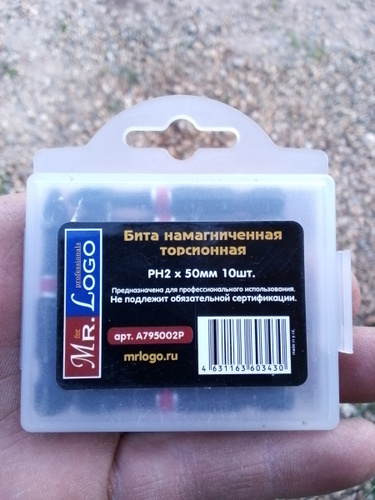 Бита намагниченная
торсионная
PH2 x 50мм 10шт.
Предназначена для профессионального использования.
Не подлежит обязательной сертификации.
арт. A795002P
mrlogo.ru
for professionals
MR. LOGO
4 631163 603430